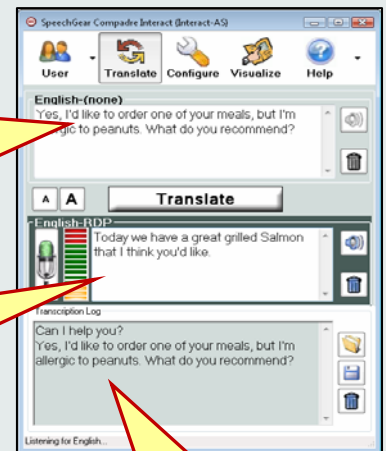 SpeechGear Compadre Interact (Interact-AS)
User Translate Configure Visualize Help
English-(none)
Yes, I'd like to order one of your meals, but I'm
to peanuts. What do you recommend?
A A Translate
English-RDP
Today we have a great grilled Salmon
that I think you'd like.
Transcription Log
Can I help you?
Yes, I'd like to order one of your meals, but I'm
allergic to peanuts. What do you recommend?
Listening for English...